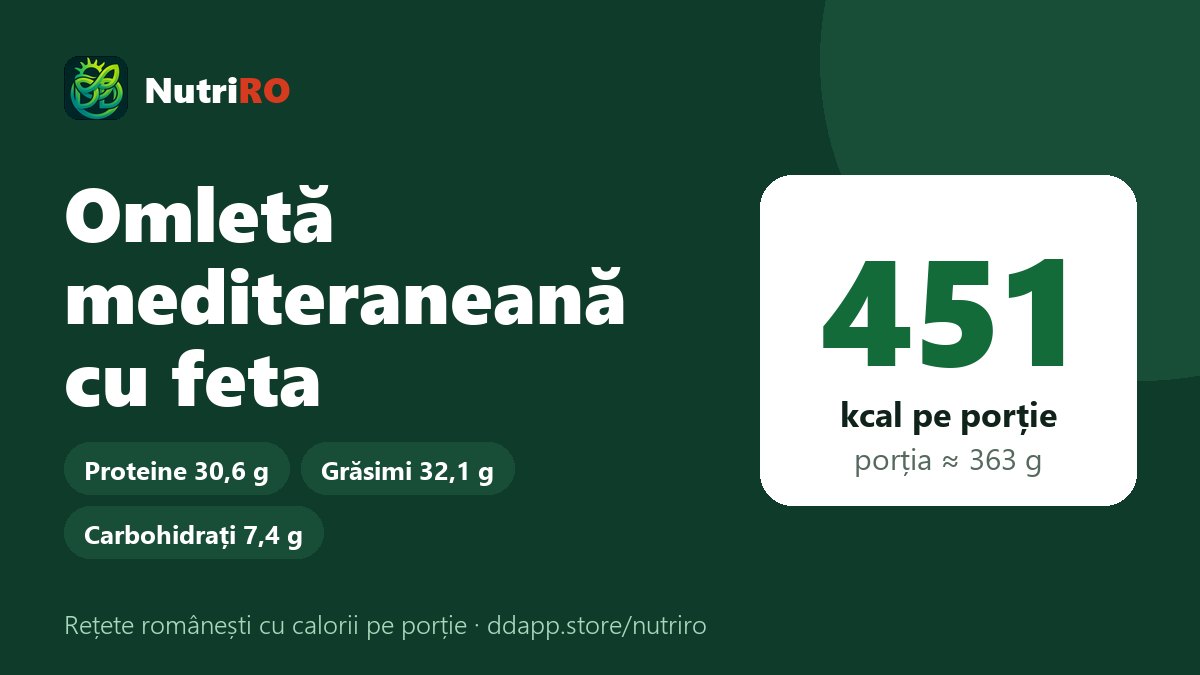 NutriRO
Omletă
mediteraneană
cu feta
Proteine 30,6 g
Grăsimi 32,1 g
Carbohidrați 7,4 g
451
kcal pe porție
porția ≈ 363 g
Rețete românești cu calorii pe porție · ddapp.store/nutriro